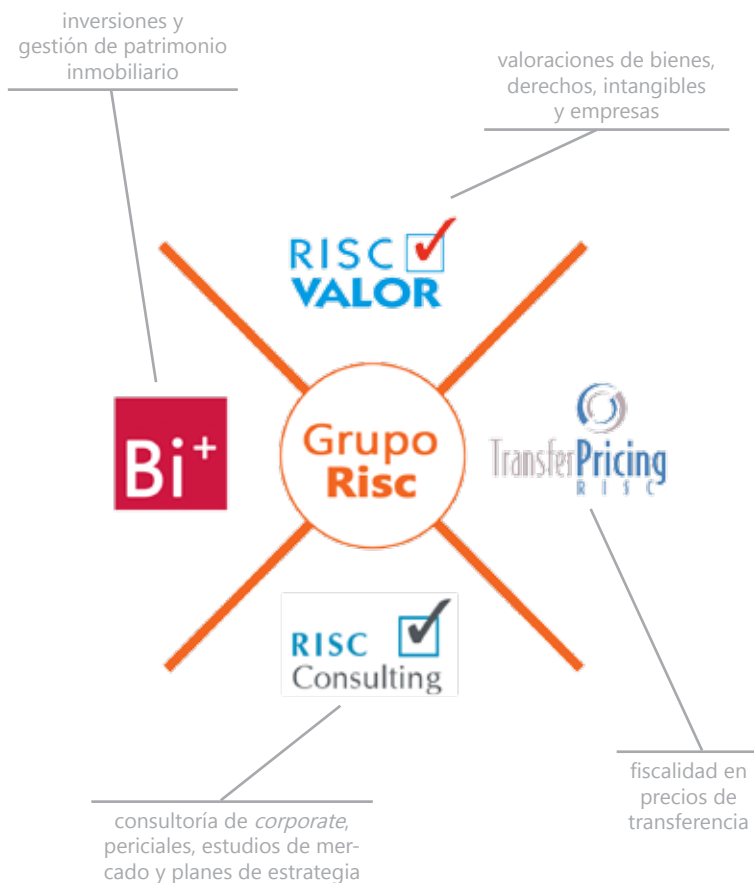 inversiones y
gestión de patrimonio
inmobiliario
valoraciones de bienes,
derechos, intangibles
y empresas
RISC
VALOR
Bi+
Grupo
Risc
TransferPricing
RISC
RISC
Consulting
fiscalidad en
precios de
transferencia
consultoría de corporate,
periciales, estudios de mer-
cado y planes de estrategia